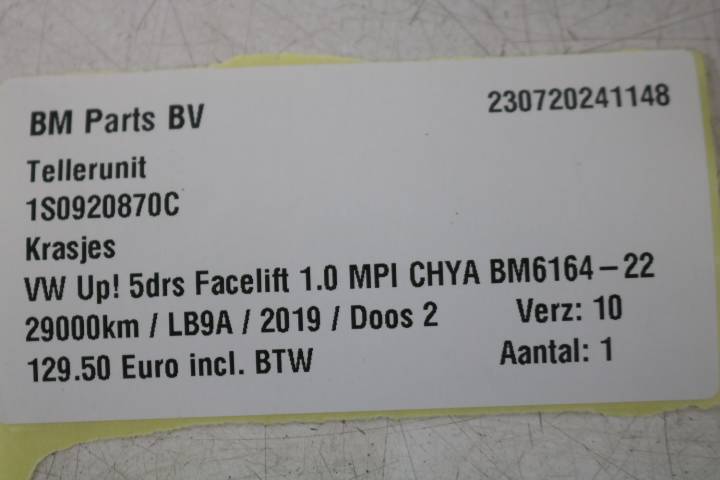 BM Parts BV 230720241148
Tellerunit
1S0920870C
Krasjes
VW Up! 5drs Facelift 1.0 MPI CHYA BM6164-22
29000km / LB9A / 2019 / Doos 2 Verz: 10
129.50 Euro incl. BTW Aantal: 1